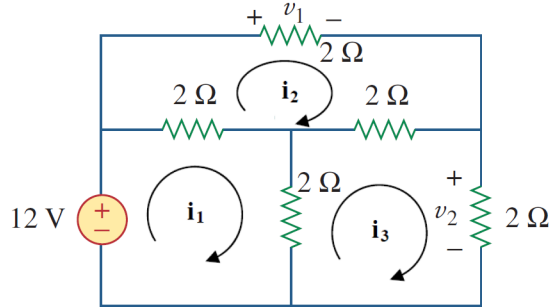 + v₁ −
2 Ω
2 Ω i₂ 2 Ω
12 V + − i₁ 2 Ω i₃ + v₂ − 2 Ω